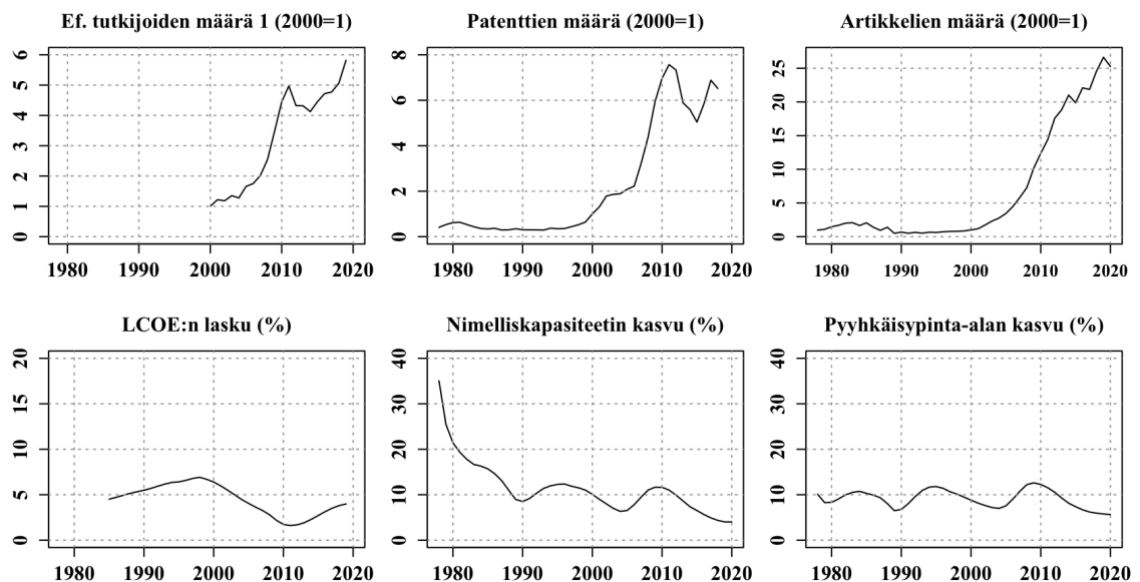 Ef. tutkijoiden määrä 1 (2000=1)
Patenttien määrä (2000=1)
Artikkelien määrä (2000=1)
0 1 2 3 4 5 6
1980 1990 2000 2010 2020
0 2 4 6 8
1980 1990 2000 2010 2020
0 5 10 15 20 25
1980 1990 2000 2010 2020
LCOE:n lasku (%)
Nimelliskapasiteetin kasvu (%)
Pyyhkäisypinta-alan kasvu (%)
0 5 10 15 20
1980 1990 2000 2010 2020
0 10 20 30 40
1980 1990 2000 2010 2020
0 10 20 30 40
1980 1990 2000 2010 2020